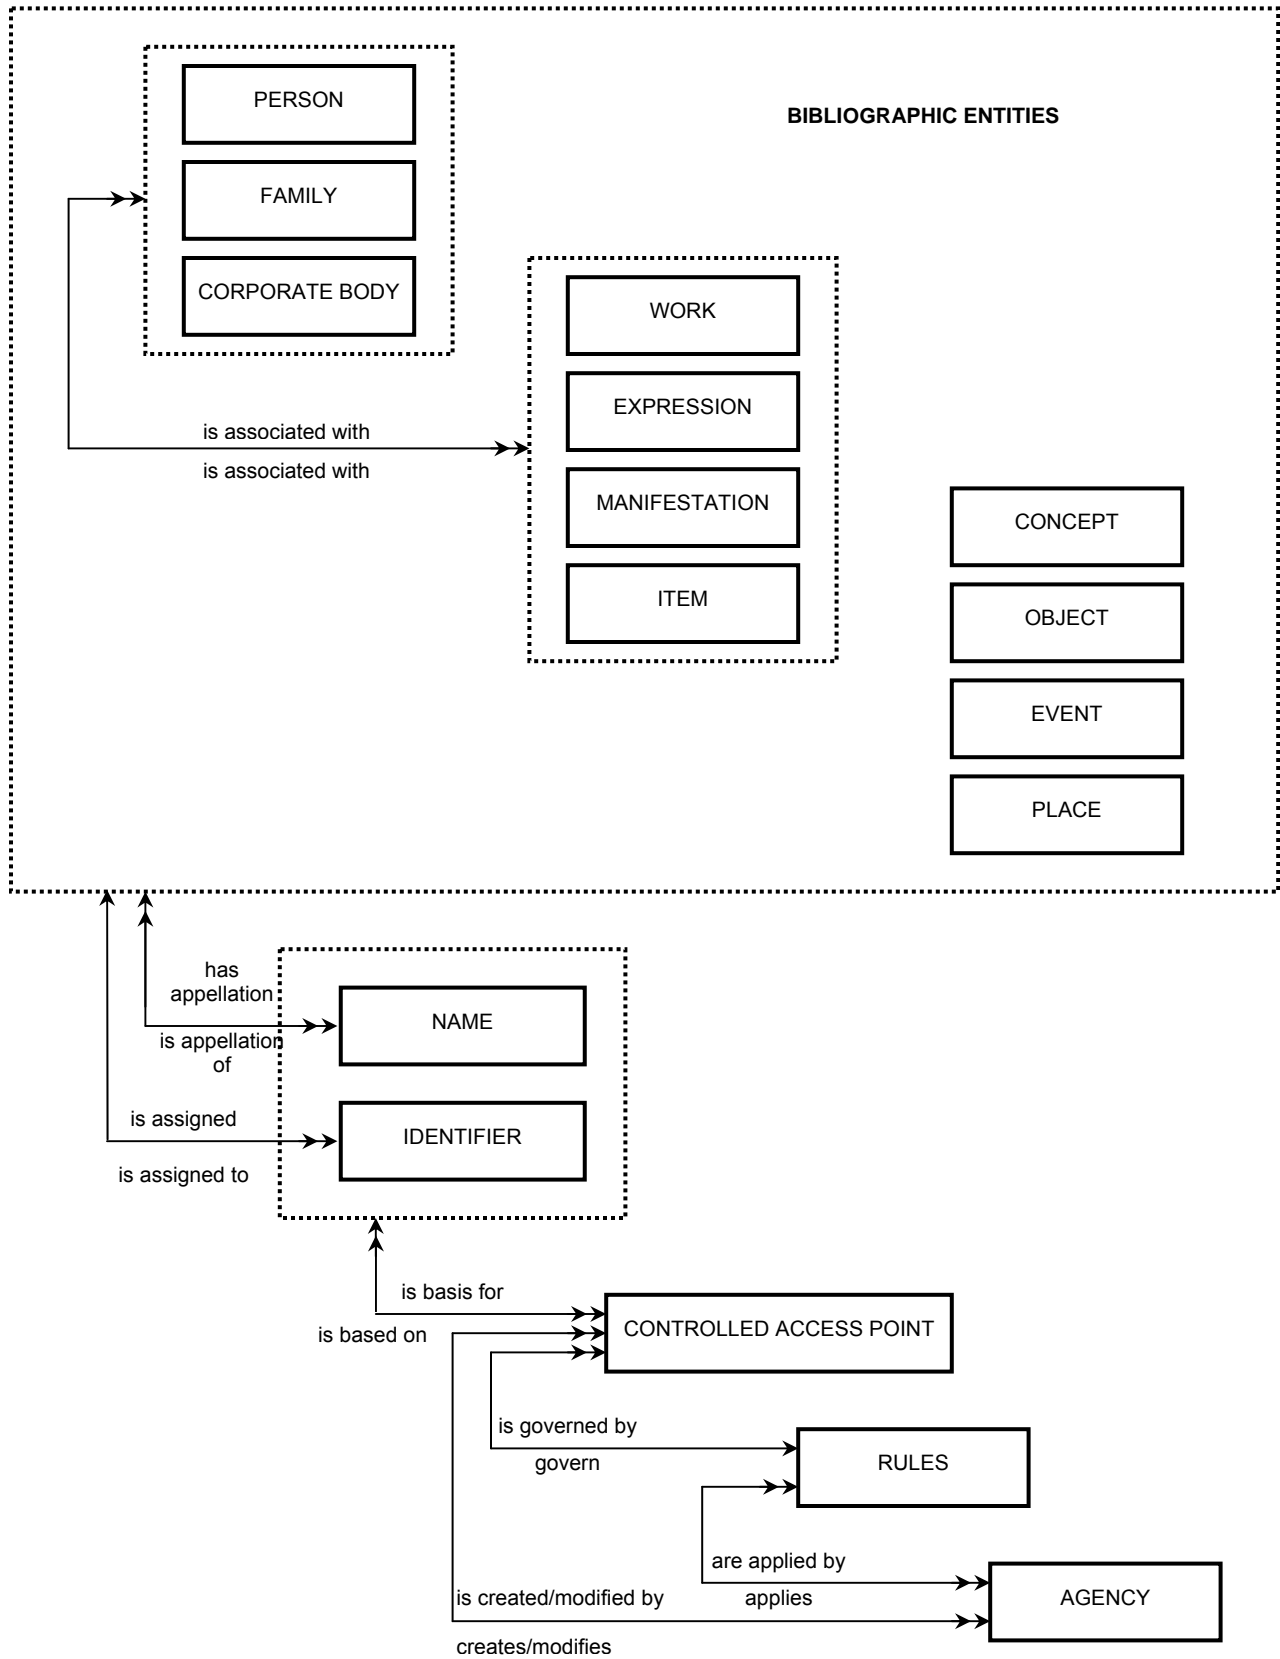 BIBLIOGRAPHIC ENTITIES
PERSON
FAMILY
CORPORATE BODY
WORK
EXPRESSION
MANIFESTATION
ITEM
is associated with
is associated with
CONCEPT
OBJECT
EVENT
PLACE
has
appellation
is appellation
of
NAME
is assigned
is assigned to
IDENTIFIER
is basis for
is based on
CONTROLLED ACCESS POINT
is governed by
govern
RULES
are applied by
applies
is created/modified by
creates/modifies
AGENCY